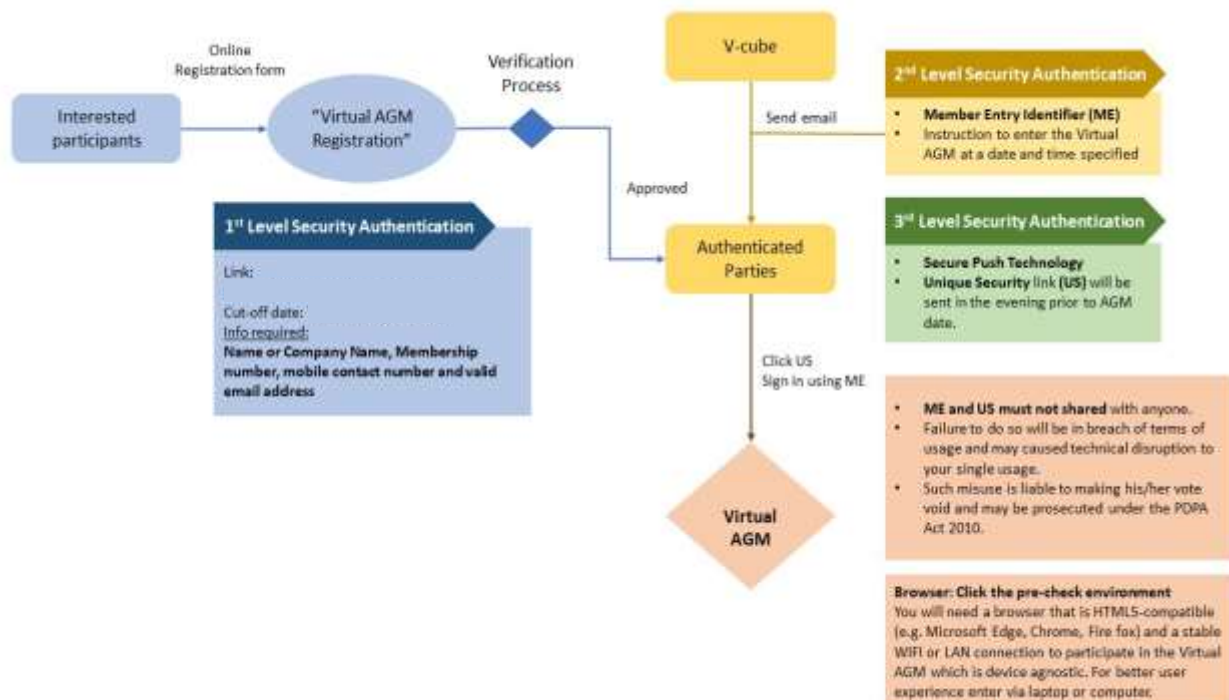 Online
Registration form
Interested
participants
"Virtual AGM
Registration"
Verification
Process
V-cube
Send email
Approved
Authenticated
Parties
Click US
Sign in using ME
Virtual
AGM
1st Level Security Authentication
Link:
Cut-off date:
Info required:
Name or Company Name, Membership
number, mobile contact number and valid
email address
2nd Level Security Authentication
• Member Entry Identifier (ME)
• Instruction to enter the Virtual
AGM at a date and time specified
3rd Level Security Authentication
• Secure Push Technology
• Unique Security link (US) will be
sent in the evening prior to AGM
date.
• ME and US must not shared with anyone.
• Failure to do so will be in breach of terms of
usage and may caused technical disruption to
your single usage.
• Such misuse is liable to making his/her vote
void and may be prosecuted under the PDPA
Act 2010.
Browser: Click the pre-check environment
You will need a browser that is HTML5-compatible
(e.g. Microsoft Edge, Chrome, Fire fox) and a stable
WIFI or LAN connection to participate in the Virtual
AGM which is device agnostic. For better user
experience enter via laptop or computer.